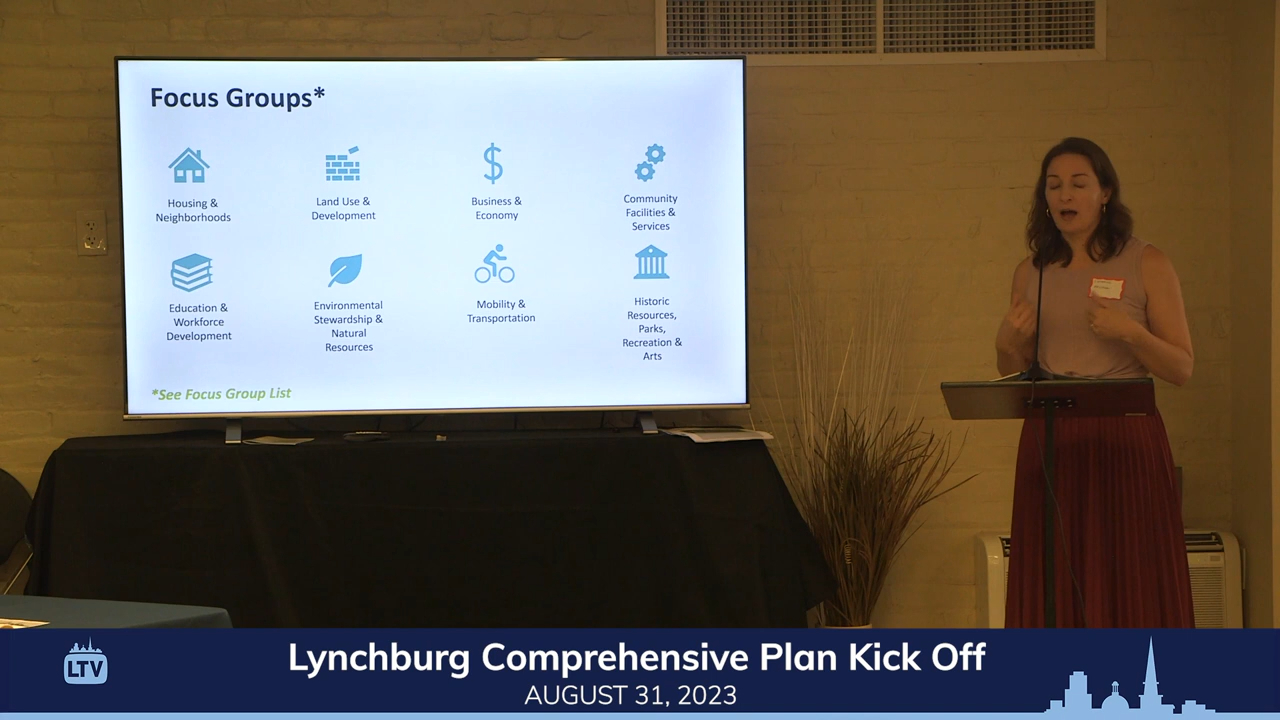 Focus Groups*
Housing &
Neighborhoods
Land Use &
Development
Business &
Economy
Community
Facilities &
Services
Education &
Workforce
Development
Environmental
Stewardship &
Natural
Resources
Mobility &
Transportation
Historic
Resources,
Parks,
Recreation &
Arts
*See Focus Group List
LTV
Lynchburg Comprehensive Plan Kick Off
AUGUST 31, 2023